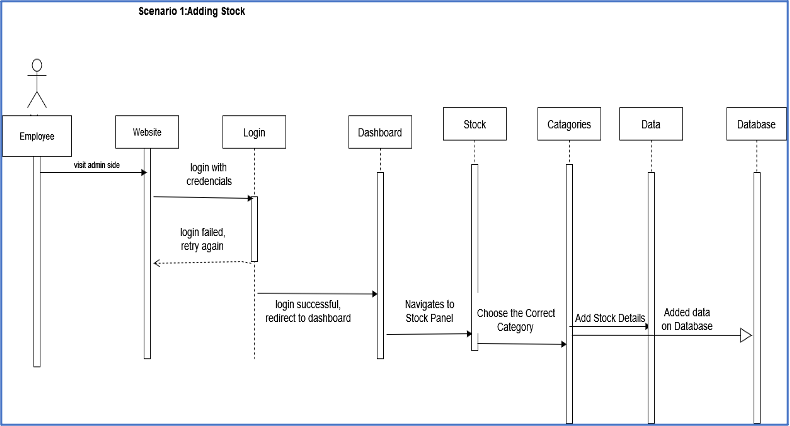 Scenario 1:Adding Stock
Employee
Website
Login
Dashboard
Stock
Catagories
Data
Database
visit admin side
login with
credencials
login failed,
retry again
login successful,
redirect to dashboard
Navigates to
Stock Panel
Choose the Correct
Category
Add Stock Details
Added data
on Database